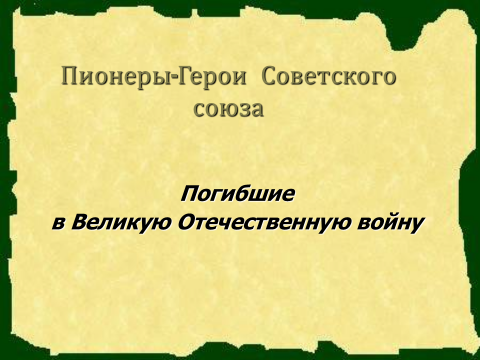 Пионеры-Герои Советского
союза
Погибшие
в Великую Отечественную войну